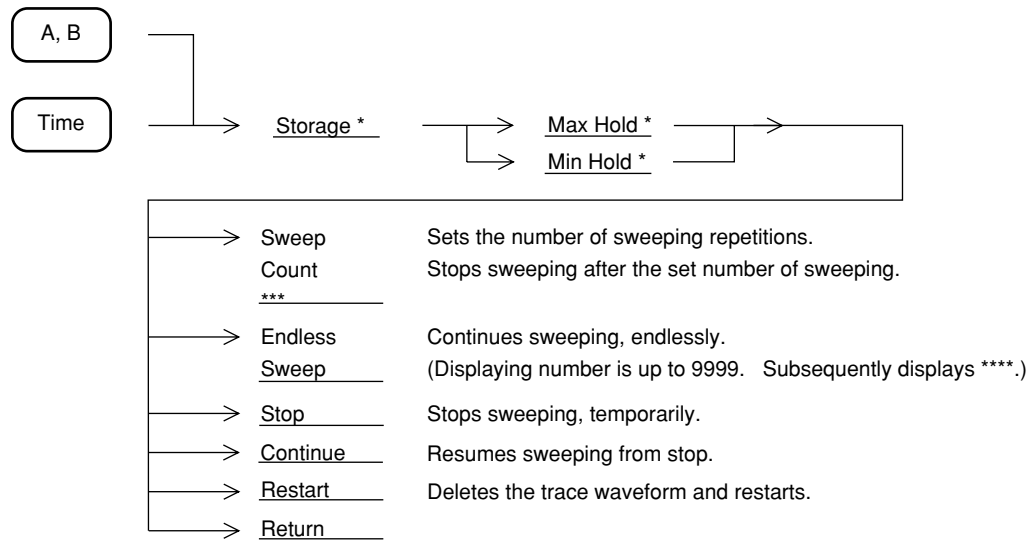 A, B
Time
Storage *
Max Hold *
Min Hold *
Sweep Sets the number of sweeping repetitions.
Count Stops sweeping after the set number of sweeping.
***
Endless Continues sweeping, endlessly.
Sweep (Displaying number is up to 9999. Subsequently displays ****.)
Stop Stops sweeping, temporarily.
Continue Resumes sweeping from stop.
Restart Deletes the trace waveform and restarts.
Return